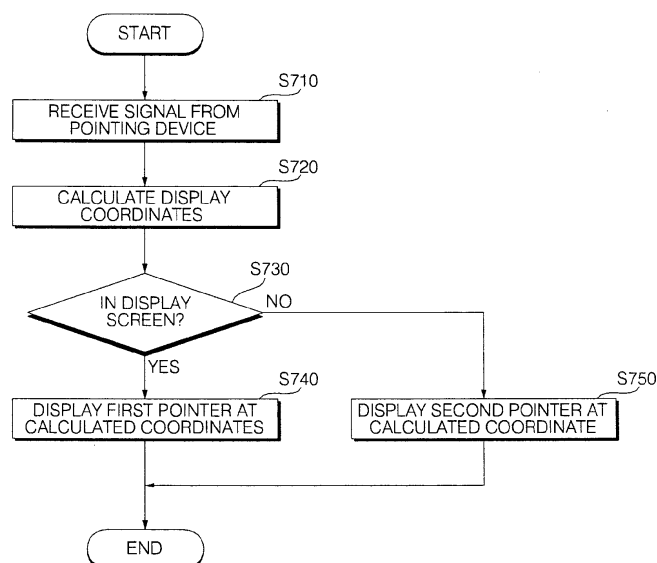 START
S710
RECEIVE SIGNAL FROM
POINTING DEVICE
S720
CALCULATE DISPLAY
COORDINATES
S730
IN DISPLAY
SCREEN?
NO
YES
S740
DISPLAY FIRST POINTER AT
CALCULATED COORDINATES
S750
DISPLAY SECOND POINTER AT
CALCULATED COORDINATE
END